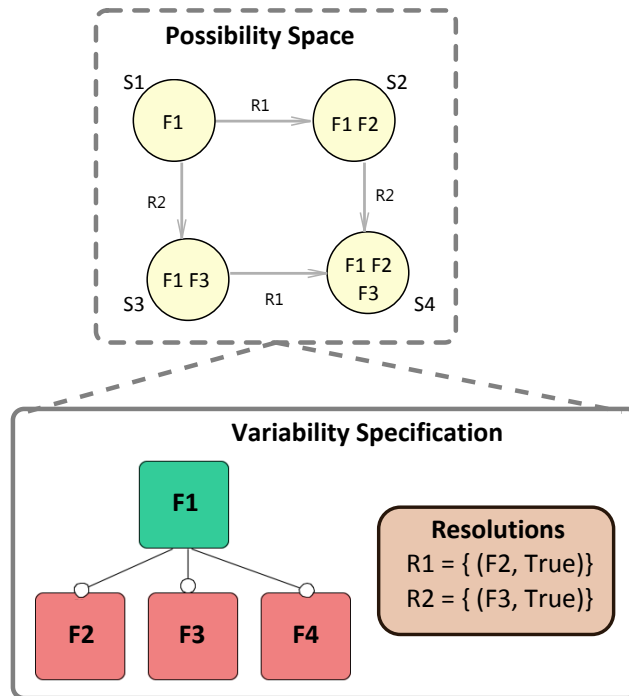 Possibility Space
S1
S2
R1
F1
F1 F2
R2
R2
F1 F3
F1 F2
F3
R1
S3
S4
Variability Specification
F1
Resolutions
R1 = { (F2, True)}
R2 = { (F3, True)}
F2
F3
F4